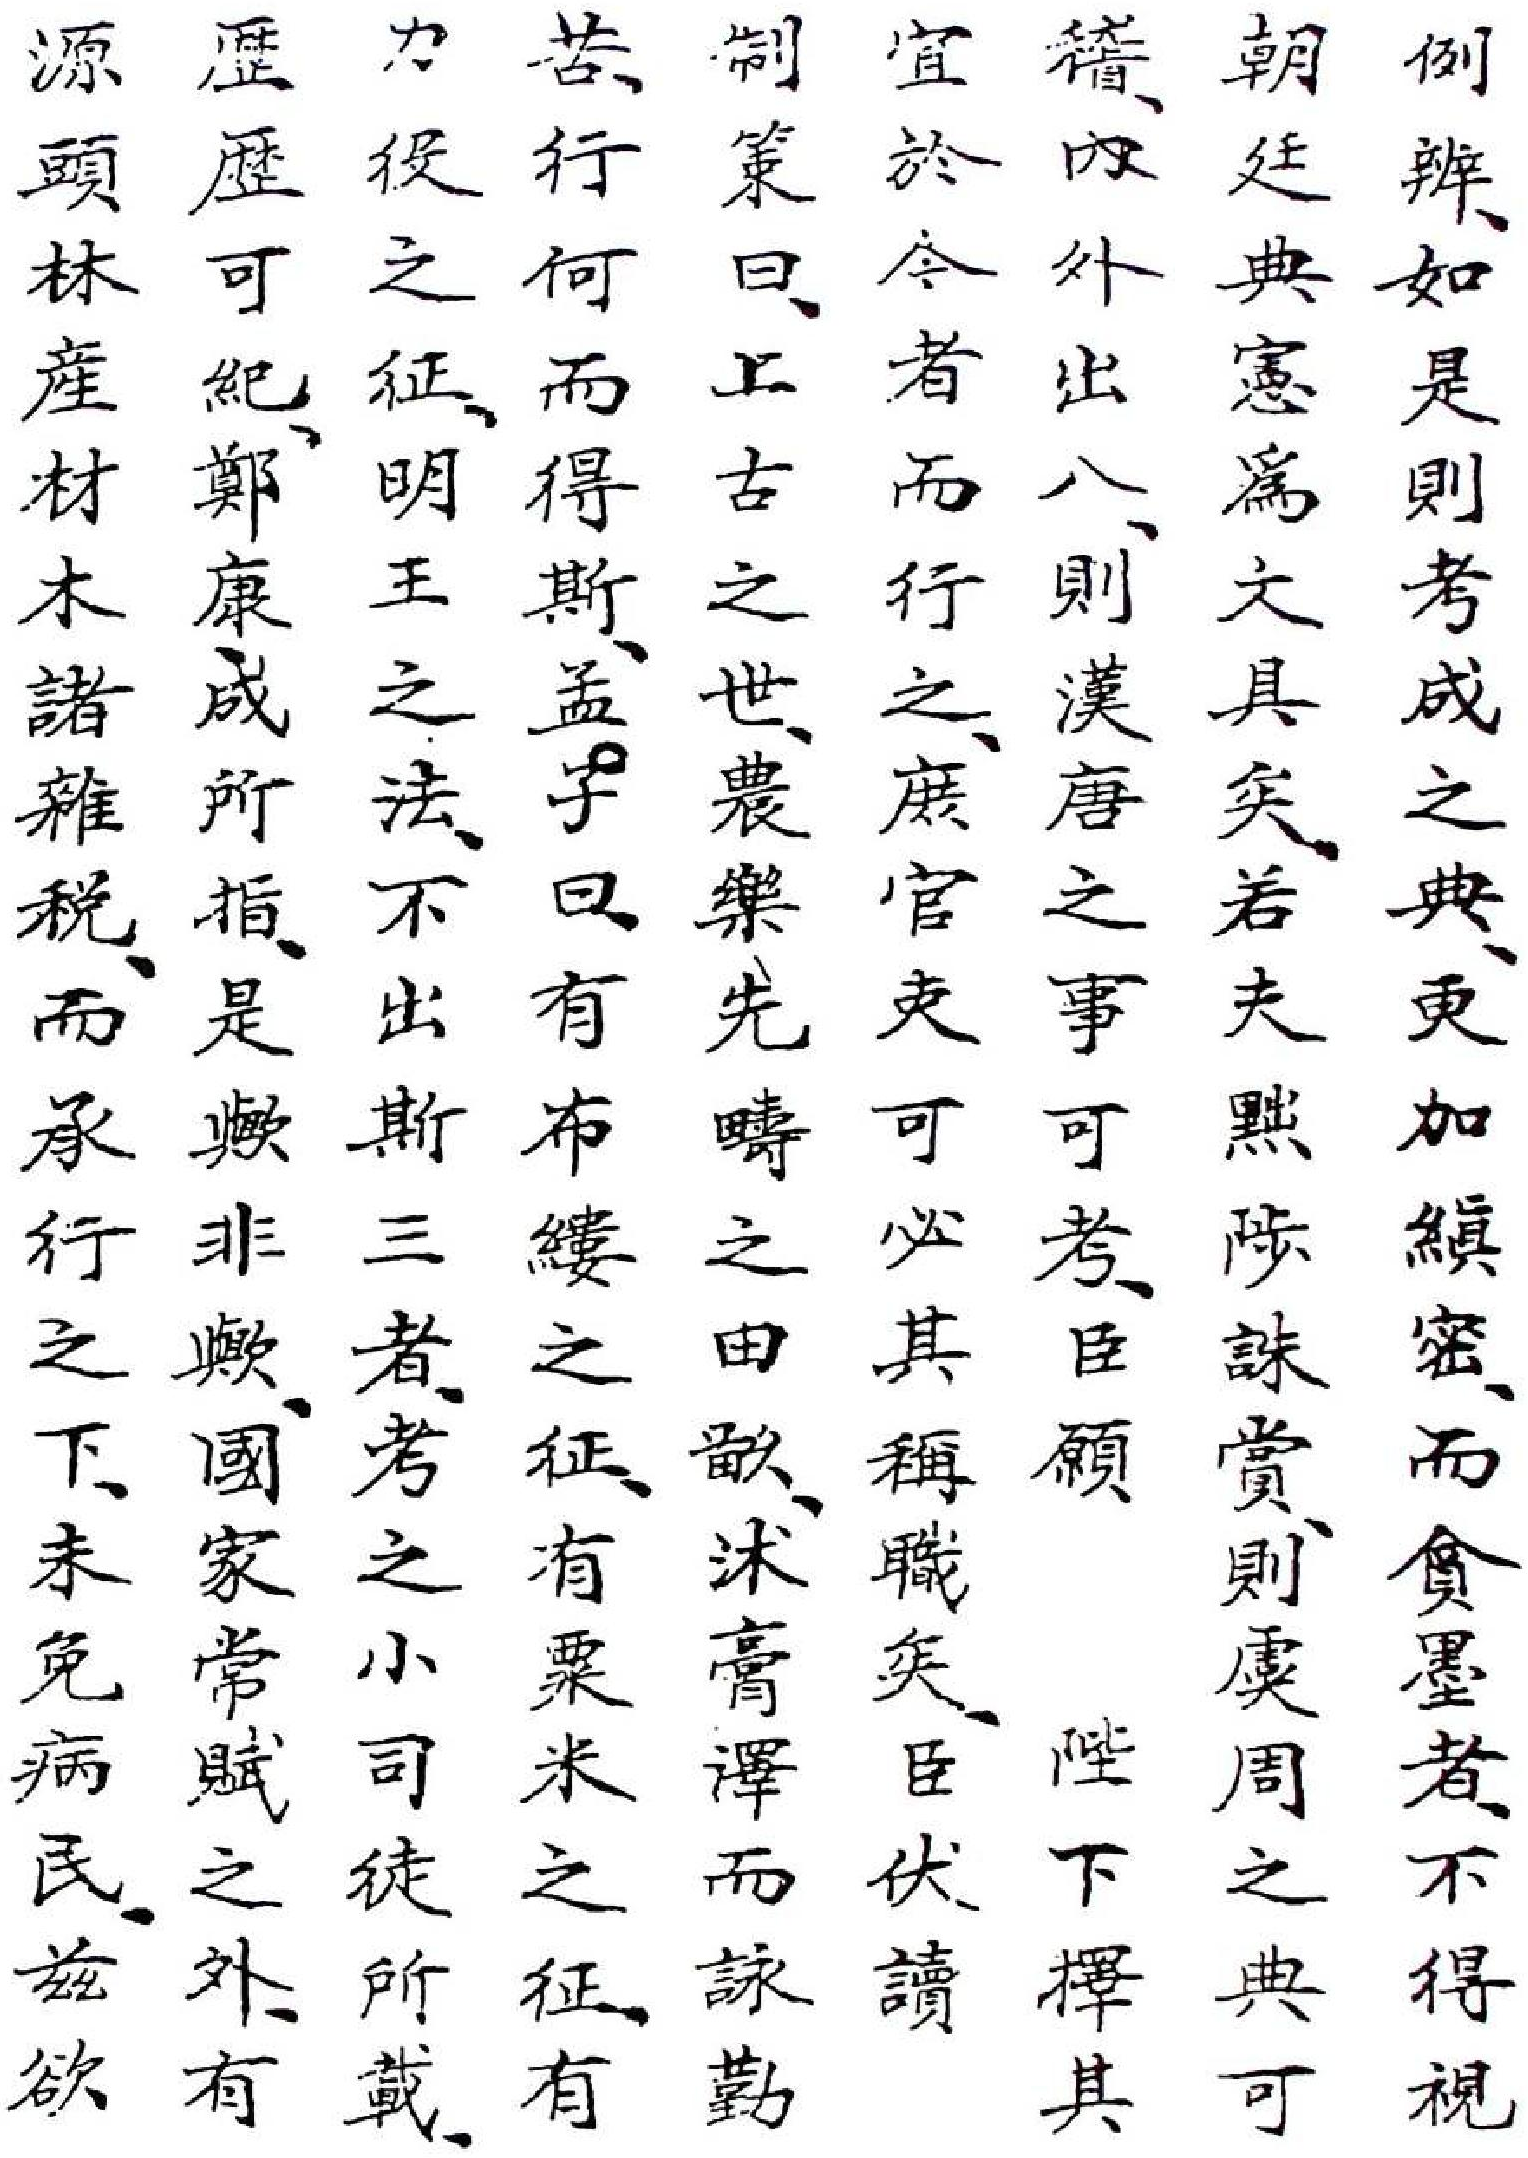 例辨、如是則考成之典、更加縝密、而貪墨者、不得視
朝廷典憲爲文具矣、若夫黜陟誅賞、則虞周之典可
稽、內外出入、則漢唐之事可考、臣願 陛下擇其
宜於今者而行之、庶官吏可必其稱職矣、臣伏讀
制策曰、上古之世、農樂先疇之田畝、沐膏澤而詠勤
苦、行何而得斯、孟子曰、有布縷之征、有粟米之征、有
力役之征、明王之法、不出斯三者、考之小司徒所載、
歷歷可紀、鄭康成所指、是歟非歟、國家常賦之外、有
源頭林産材木諸雜税、而承行之下、未免病民、茲欲